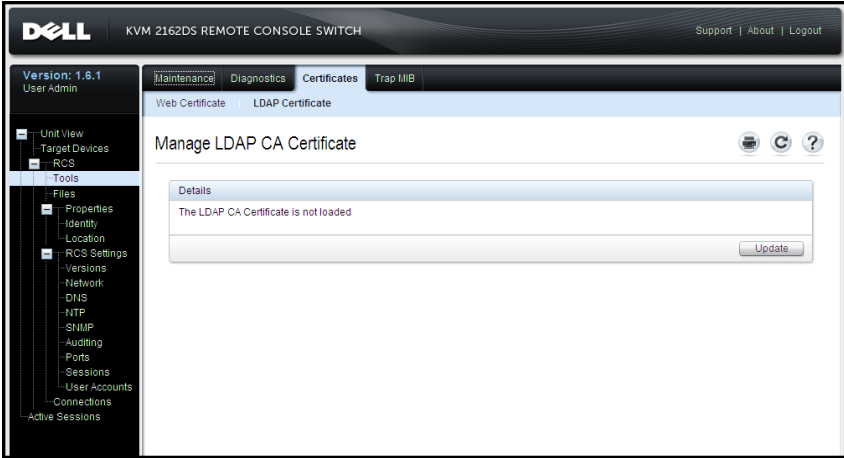 DELL
KVM 2162DS REMOTE CONSOLE SWITCH
Support | About | Logout
Version: 1.6.1
User Admin
Maintenance Diagnostics Certificates Trap MIB
Web Certificate LDAP Certificate
Unit View
Target Devices
RCS
Tools
Files
Properties
Identity
Location
RCS Settings
Versions
Network
DNS
NTP
SNMP
Auditing
Ports
Sessions
User Accounts
Connections
Active Sessions
Manage LDAP CA Certificate
?
Details
The LDAP CA Certificate is not loaded
Update